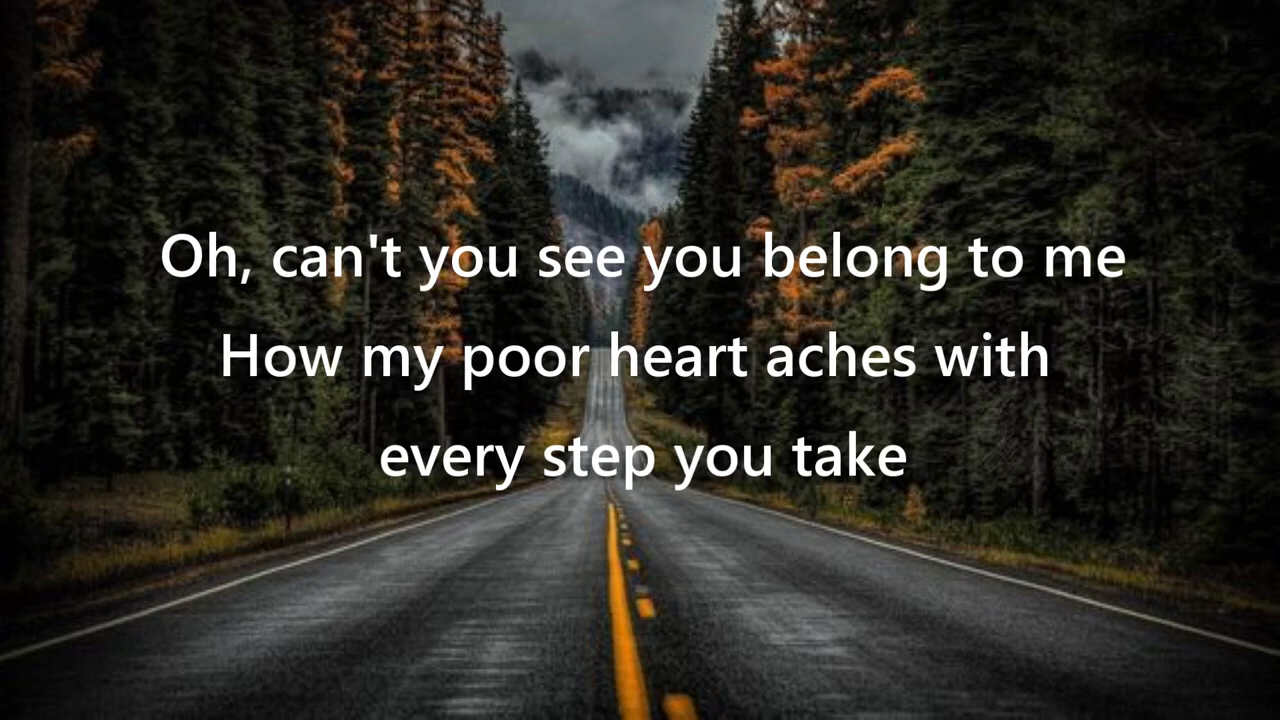 Oh, can't you see you belong to me
How my poor heart aches with
every step you take